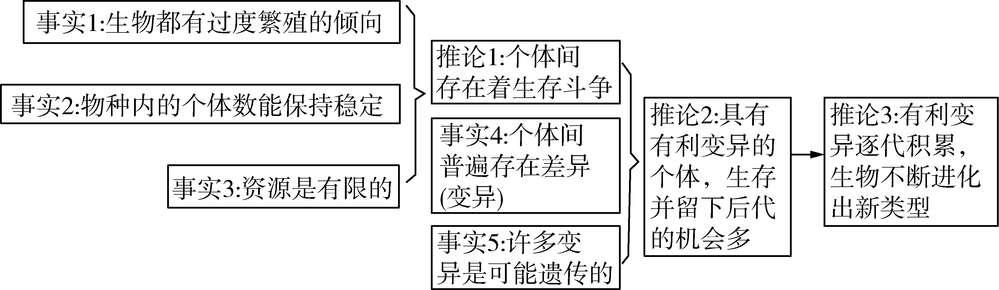 事实1:生物都有过度繁殖的倾向
事实2:物种内的个体数能保持稳定
事实3:资源是有限的
推论1:个体间
存在着生存斗争
事实4:个体间
普遍存在差异
(变异)
事实5:许多变
异是可能遗传的
推论2:具有
有利变异的
个体，生存
并留下后代
的机会多
推论3:有利变
异逐代积累，
生物不断进化
出新类型